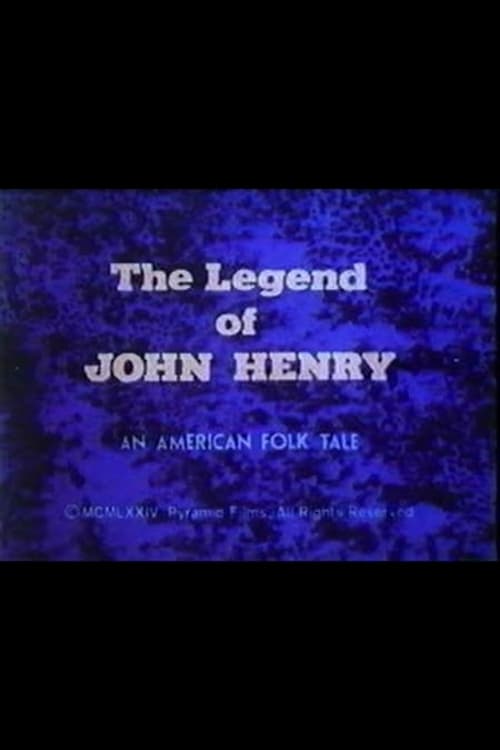 The Legend
of
JOHN HENRY
AN AMERICAN FOLK TALE
©MCMLXXIV Pyramid Films. All Rights Reserved